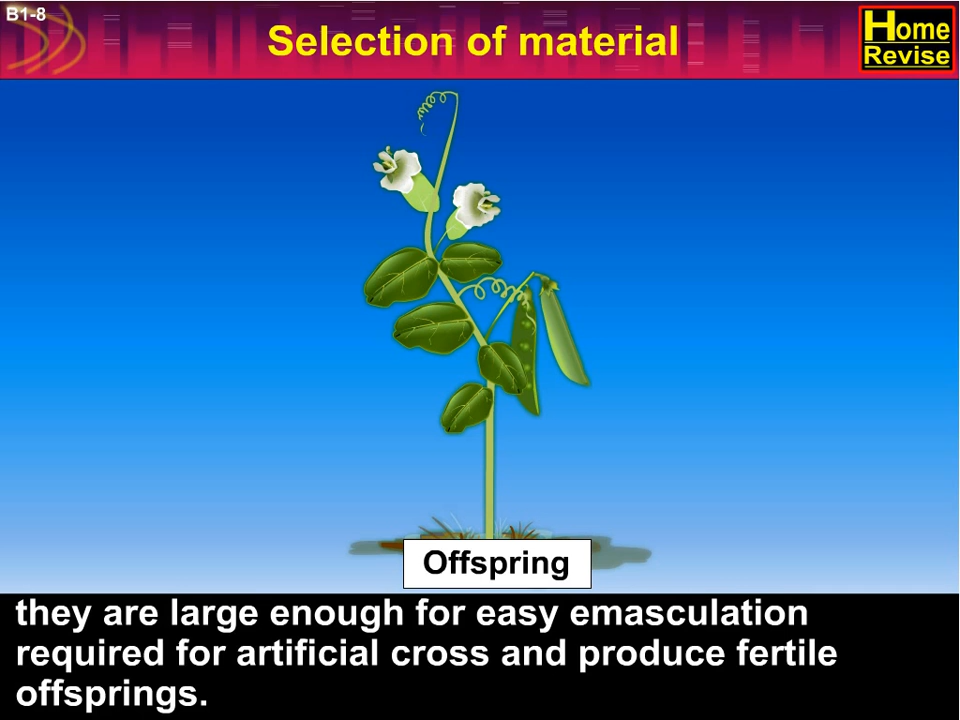 B1-8
Selection of material
Home
Revise
Offspring
they are large enough for easy emasculation
required for artificial cross and produce fertile
offsprings.